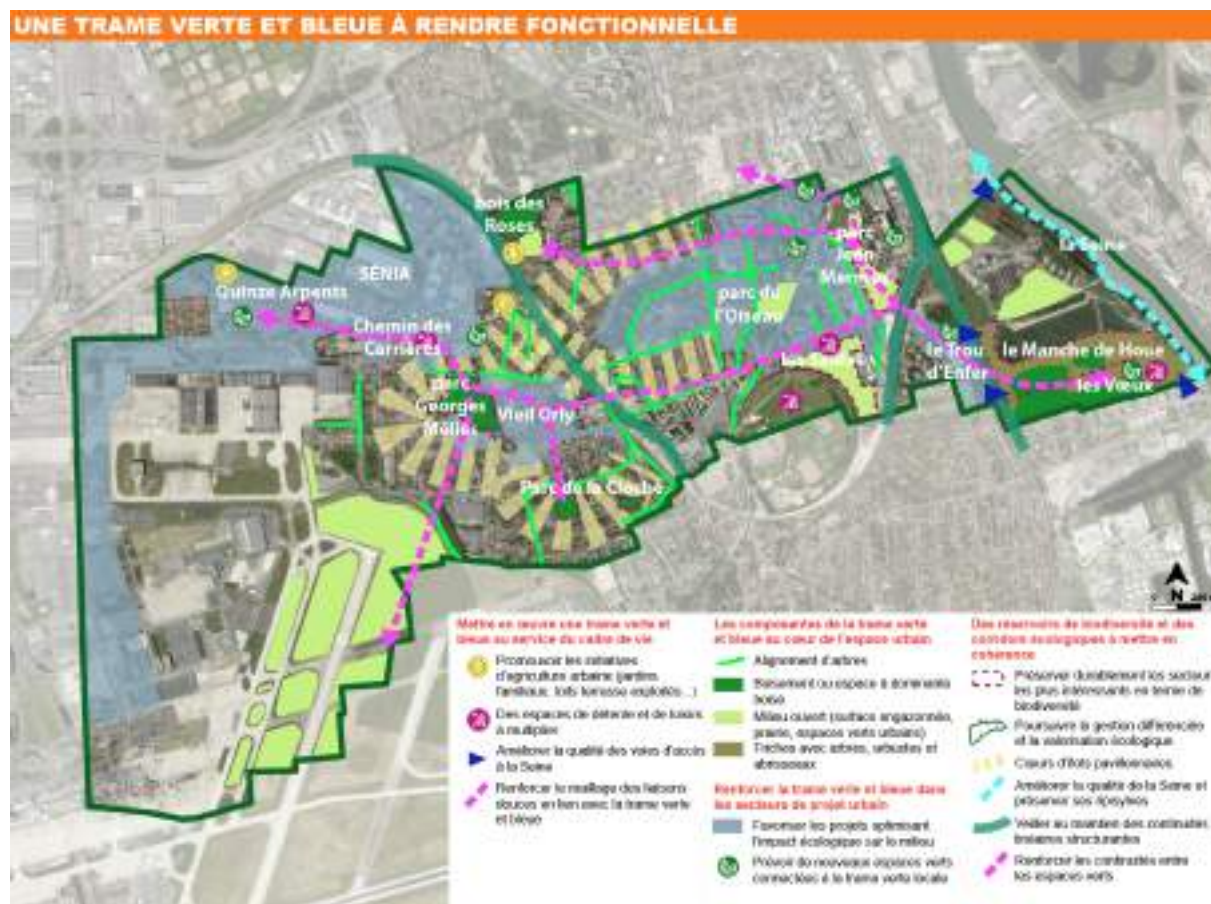 UNE TRAME VERTE ET BLEUE À RENDRE FONCTIONNELLE
bois des
Roses
SÉNIA
Quinze Arpents
Chemin des
Carrières
parc
Georges
Méliès
Vieil Orly
Parc de la Cloche
parc
Jean
Mermoz
parc du
l'Oiseau
la Seine
le Trou
d'Enfer
le Manche de Houe
les Vœux
N
Mettre en œuvre une trame verte et
bleue au service du cadre de vie
Promouvoir les initiatives
d'agriculture urbaine (jardins
familiaux, toits terrasse exploités...)
Des espaces de détente et de loisirs
à multiplier
Améliorer la qualité des voies d'accès
à la Seine
Renforcer le maillage des liaisons
douces en lien avec la trame verte
et bleue
Les composantes de la trame verte
et bleue au cœur de l'espace urbain
Alignement d'arbres
Boisement ou espace à dominante
boisé
Milieu ouvert (surface engazonnée,
prairie, espaces verts urbains)
Friches avec arbres, arbustes et
arbrisseaux
Renforcer la trame verte et bleue dans
les secteurs de projet urbain
Favoriser les projets optimisant
l'impact écologique sur le milieu
Prévoir de nouveaux espaces verts
connectées à la trame verte locale
Des réservoirs de biodiversité et des
corridors écologiques à mettre en
cohérence
Préserver durablement les secteurs
les plus intéressants en terme de
biodiversité
Poursuivre la gestion différenciée
et la valorisation écologique
Cœurs d'îlots pavillonnaires
Améliorer la qualité de la Seine et
préserver ses ripisylves
Veiller au maintien des continuités
linéaires structurantes
Renforcer les continuités entre
les espaces verts